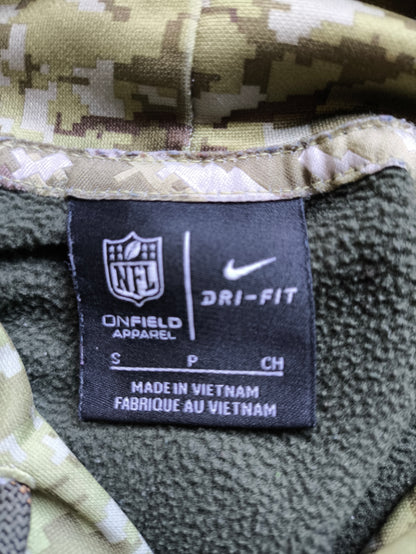 NFL
DRI-FIT
ONFIELD
APPAREL
S P CH
MADE IN VIETNAM
FABRIQUE AU VIETNAM